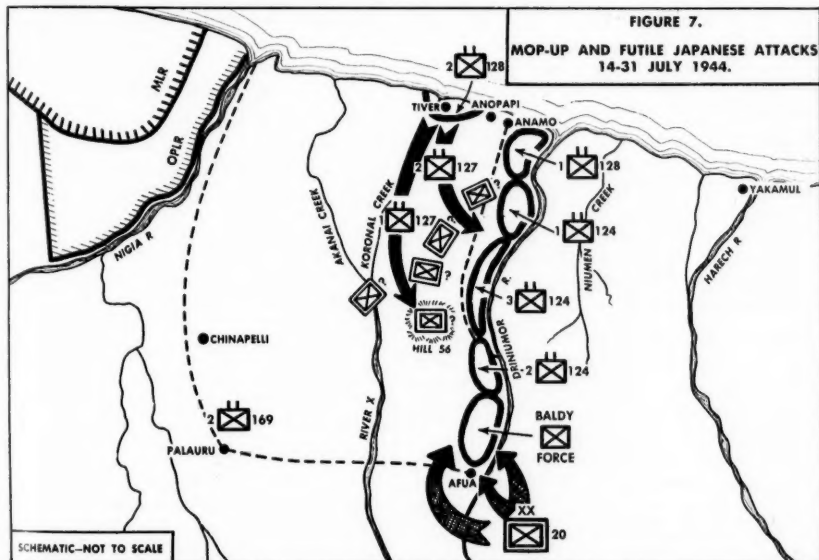 FIGURE 7.
MOP-UP AND FUTILE JAPANESE ATTACKS
14-31 JULY 1944.
MLR
OPLR
NIGIA R
AKANAI CREEK
KORONAL CREEK
2 128
TIVER
ANOPAPI
ANAMO
2 127
?
1 128
YAKAMUL
1 127
?
1 124
NIUMEN CREEK
HARECH R
?
?
DRINIUMOR R.
3 124
?
HILL 56
CHINAPELLI
2 124
2 169
PALAURU
RIVER X
BALDY
FORCE
AFUA
XX
20
SCHEMATIC—NOT TO SCALE